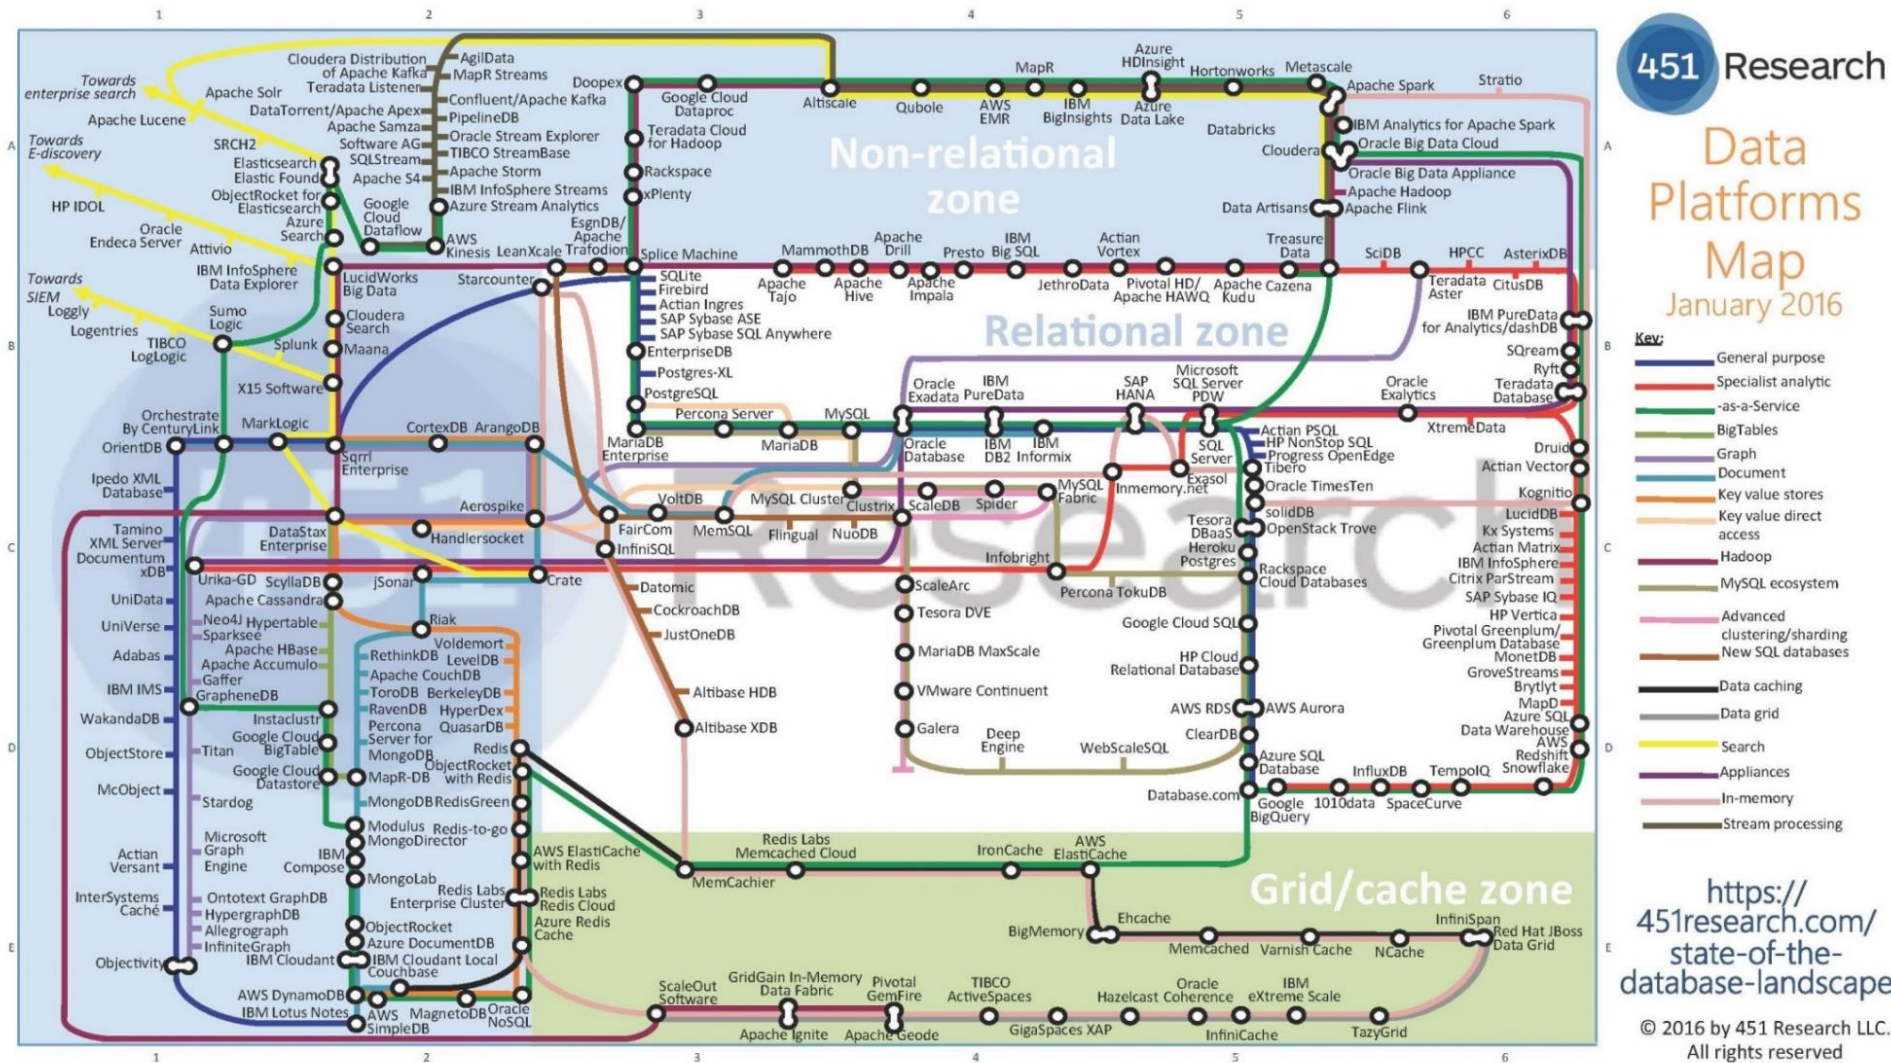 1 2 3 4 5 6
451 Research
Data
Platforms
Map
January 2016
Key:
General purpose
Specialist analytic
-as-a-Service
BigTables
Graph
Document
Key value stores
Key value direct
access
Hadoop
MySQL ecosystem
Advanced
clustering/sharding
New SQL databases
Data caching
Data grid
Search
Appliances
In-memory
Stream processing
https://
451research.com/
state-of-the-
database-landscape
© 2016 by 451 Research LLC.
All rights reserved
A
B
C
D
E
A
B
C
D
E
Non-relational
zone
Relational zone
Grid/cache zone
451 Research
Towards
enterprise search
Apache Solr
Apache Lucene
SRCH2
Towards
E-discovery
HP IDOL
Oracle
Endeca Server
Attivio
IBM InfoSphere
Data Explorer
Towards
SIEM
Loggly
Logentries
TIBCO
LogLogic
Sumo
Logic
Splunk
X15 Software
Elasticsearch
Elastic Found
ObjectRocket for
Elasticsearch
Azure
Search
Google
Cloud
Dataflow
AWS
Kinesis
Cloudera Distribution
of Apache Kafka
Teradata Listener
DataTorrent/Apache Apex
Apache Samza
Software AG
SQLStream
Apache S4
AgilData
MapR Streams
Confluent/Apache Kafka
PipelineDB
Oracle Stream Explorer
TIBCO StreamBase
Apache Storm
IBM InfoSphere Streams
Azure Stream Analytics
Doopex
Google Cloud
Dataproc
Teradata Cloud
for Hadoop
Rackspace
xPlenty
Altiscale
Qubole
AWS
EMR
MapR
IBM
BigInsights
Azure
HDInsight
Azure
Data Lake
Hortonworks
Metascale
Apache Spark
Stratio
IBM Analytics for Apache Spark
Databricks
Cloudera
Oracle Big Data Cloud
Oracle Big Data Appliance
Apache Hadoop
Data Artisans
Apache Flink
LeanXcale
EsgnDB/
Apache
Trafodion
Splice Machine
Starcounter
MammothDB
Apache
Tajo
Apache
Hive
Apache
Drill
Apache
Impala
Presto
IBM
Big SQL
JethroData
Actian
Vortex
Pivotal HD/
Apache HAWQ
Apache
Kudu
Cazena
Treasure
Data
SciDB
Teradata
Aster
HPCC
CitusDB
AsterixDB
LucidWorks
Big Data
Cloudera
Search
Maana
SQLite
Firebird
Actian Ingres
SAP Sybase ASE
SAP Sybase SQL Anywhere
EnterpriseDB
Postgres-XL
PostgreSQL
MariaDB
Enterprise
Percona Server
MariaDB
MySQL
Oracle
Exadata
Oracle
Database
IBM
PureData
IBM
DB2
IBM
Informix
SAP
HANA
Microsoft
SQL Server
PDW
SQL
Server
Oracle
Exalytics
XtremeData
IBM PureData
for Analytics/dashDB
SQream
Ryft
Teradata
Database
Druid
Actian Vector
Kognitio
LucidDB
Kx Systems
Actian Matrix
IBM InfoSphere
Citrix ParStream
SAP Sybase IQ
HP Vertica
Pivotal Greenplum/
Greenplum Database
MonetDB
GrooveStreams
Brytlyt
MapD
Azure SQL
Data Warehouse
AWS
Redshift
Snowflake
Actian PSQL
HP NonStop SQL
Progress OpenEdge
Tibero
Oracle TimesTen
solidDB
Tesora
DBaaS
OpenStack Trove
Heroku
Postgres
Rackspace
Cloud Databases
Google Cloud SQL
HP Cloud
Relational Database
AWS RDS
AWS Aurora
ClearDB
Azure SQL
Database
Database.com
Google
BigQuery
1010data
InfluxDB
SpaceCurve
TempoIQ
Orchestrate
By CenturyLink
OrientDB
MarkLogic
Sqrrl
Enterprise
CortexDB
ArangoDB
Ipedo XML
Database
Tamino
XML Server
Documentum
xDB
UniData
UniVerse
Adabas
IBM IMS
WakandaDB
ObjectStore
McObject
Actian
Versant
InterSystems
Caché
Objectivity
Urika-GD
Neo4J
Sparksee
Gaffer
GrapheneDB
Titan
Stardog
Microsoft
Graph
Engine
Ontotext GraphDB
HypergraphDB
Allegrograph
InfiniteGraph
DataStax
Enterprise
ScyllaDB
Apache Cassandra
Hypertable
Apache HBase
Apache Accumulo
Instaclustr
Google Cloud
BigTable
Google Cloud
Datastore
MapR-DB
Handlersocket
Aerospike
jSonar
Crate
Riak
Voldemort
LevelDB
BerkeleyDB
HyperDex
QuasarDB
RethinkDB
Apache CouchDB
ToroDB
RavenDB
Percona
Server for
MongoDB
MongoDB
Modulus
MongoDirector
IBM
Compose
MongoLab
ObjectRocket
Azure DocumentDB
IBM Cloudant
IBM Cloudant Local
Couchbase
AWS DynamoDB
IBM Lotus Notes
AWS
SimpleDB
MagnetoDB
Oracle
NoSQL
Redis
ObjectRocket
with Redis
RedisGreen
Redis-to-go
AWS ElastiCache
with Redis
Redis Labs
Enterprise Cluster
Redis Labs
Redis Cloud
Azure Redis
Cache
FairCom
InfiniSQL
VoltDB
MemSQL
Flingual
NuoDB
MySQL Cluster
Clustrix
ScaleDB
Spider
MySQL
Fabric
Inmemory.net
Exasol
Infobright
Percona TokuDB
Datomic
CockroachDB
JustOneDB
Altibase HDB
Altibase XDB
ScaleArc
Tesora DVE
MariaDB MaxScale
VMware Continuent
Galera
Deep
Engine
WebScaleSQL
MemCachier
Redis Labs
Memcached Cloud
IronCache
AWS
ElastiCache
BigMemory
Ehcache
Memcached
Varnish Cache
NCache
InfiniSpan
Red Hat JBoss
Data Grid
ScaleOut
Software
GridGain In-Memory
Data Fabric
Apache Ignite
Pivotal
GemFire
Apache Geode
TIBCO
ActiveSpaces
GigaSpaces XAP
Hazelcast
Oracle
Coherence
InfiniCache
IBM
eXtreme Scale
TazyGrid
1 2 3 4 5 6